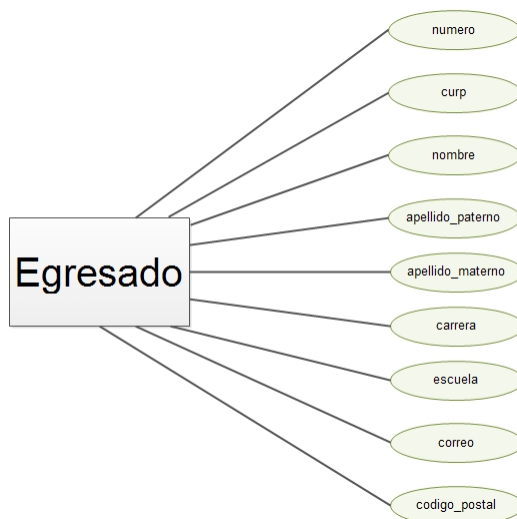 numero
curp
nombre
apellido_paterno
Egresado
apellido_materno
carrera
escuela
correo
codigo_postal